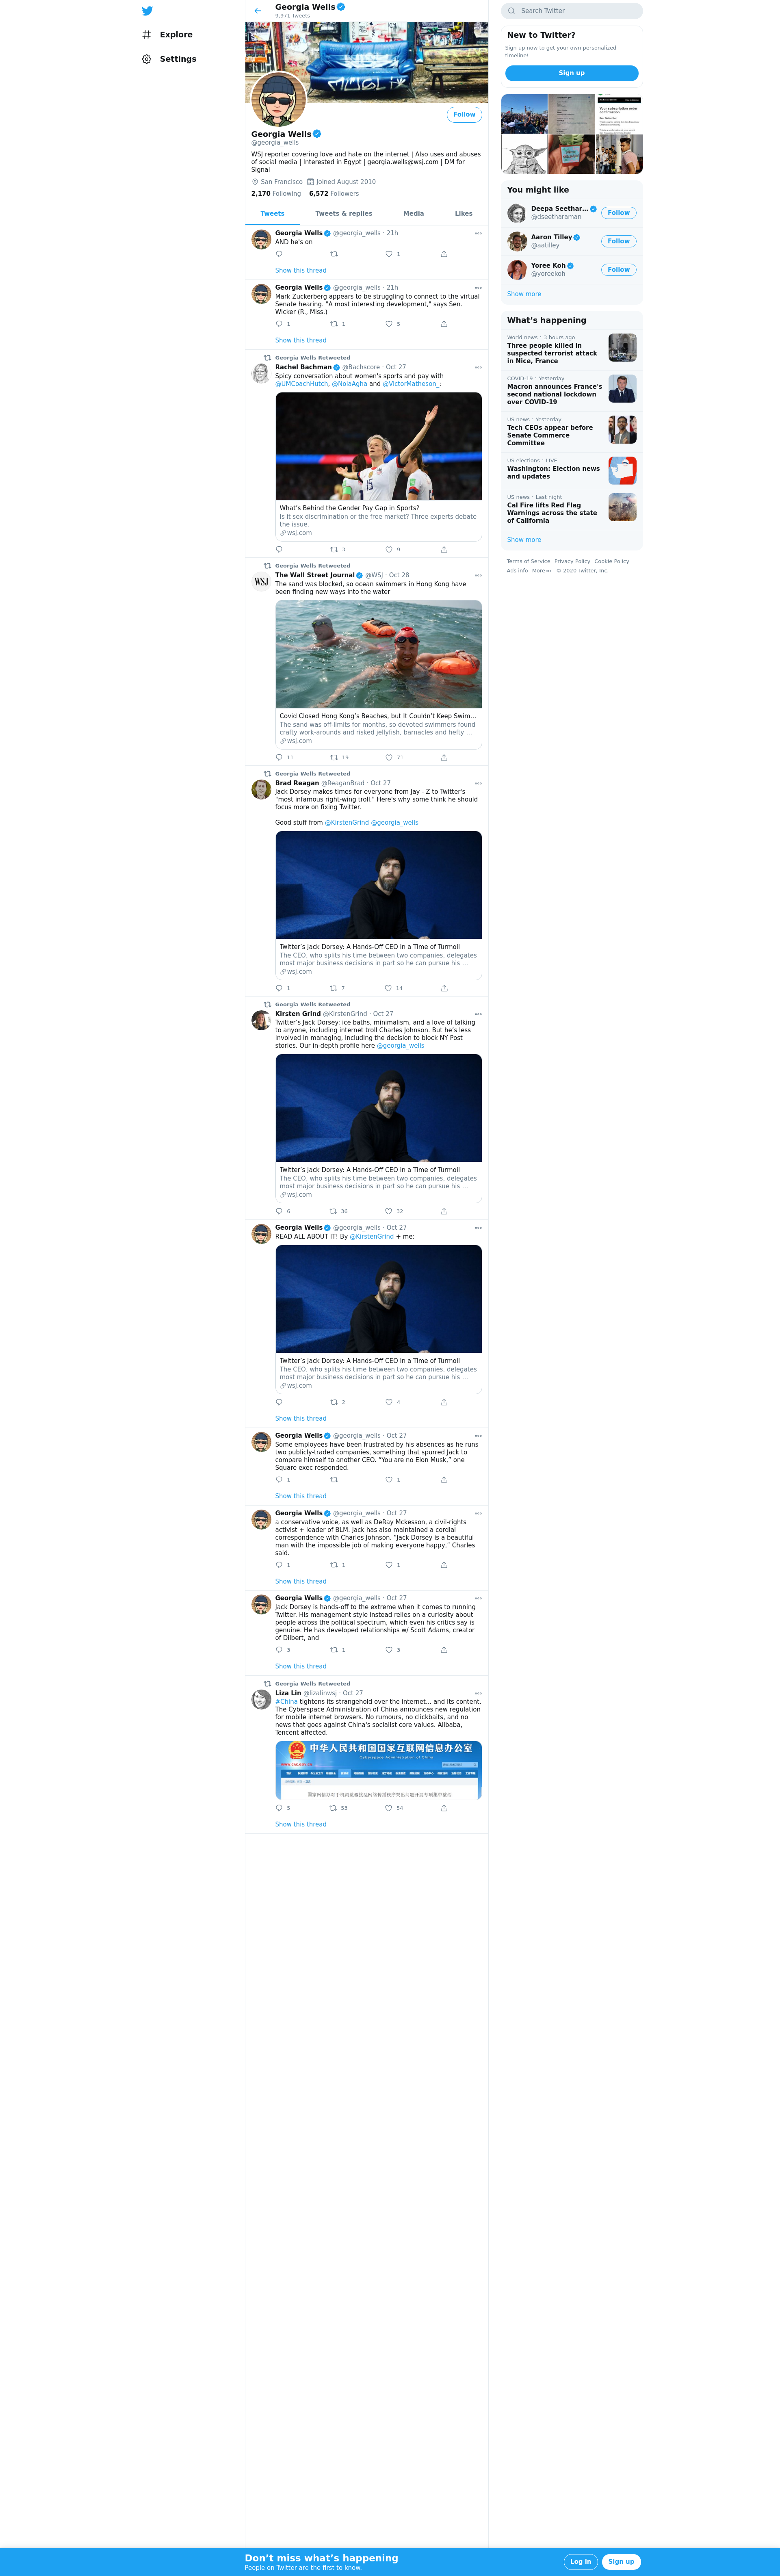 Explore
Settings
Georgia Wells
9,971 Tweets
Follow
Georgia Wells
@georgia_wells
WSJ reporter covering love and hate on the internet | Also uses and abuses
of social media | Interested in Egypt | georgia.wells@wsj.com | DM for
Signal
San Francisco Joined August 2010
2,170 Following 6,572 Followers
Tweets Tweets & replies Media Likes
Georgia Wells @georgia_wells · 21h
AND he's on
1
Show this thread
Georgia Wells @georgia_wells · 21h
Mark Zuckerberg appears to be struggling to connect to the virtual
Senate hearing. "A most interesting development," says Sen.
Wicker (R., Miss.)
1 1 5
Show this thread
Georgia Wells Retweeted
Rachel Bachman @Bachscore · Oct 27
Spicy conversation about women's sports and pay with
@UMCoachHutch, @NolaAgha and @VictorMatheson_:
What's Behind the Gender Pay Gap in Sports?
Is it sex discrimination or the free market? Three experts debate
the issue.
wsj.com
3 9
Georgia Wells Retweeted
WSJ
The Wall Street Journal @WSJ · Oct 28
The sand was blocked, so ocean swimmers in Hong Kong have
been finding new ways into the water
Covid Closed Hong Kong's Beaches, but It Couldn't Keep Swim...
The sand was off-limits for months, so devoted swimmers found
crafty work-arounds and risked jellyfish, barnacles and hefty ...
wsj.com
11 19 71
Georgia Wells Retweeted
Brad Reagan @ReaganBrad · Oct 27
Jack Dorsey makes times for everyone from Jay - Z to Twitter's
"most infamous right-wing troll." Here's why some think he should
focus more on fixing Twitter.
Good stuff from @KirstenGrind @georgia_wells
Twitter's Jack Dorsey: A Hands-Off CEO in a Time of Turmoil
The CEO, who splits his time between two companies, delegates
most major business decisions in part so he can pursue his ...
wsj.com
1 7 14
Georgia Wells Retweeted
Kirsten Grind @KirstenGrind · Oct 27
Twitter's Jack Dorsey: ice baths, minimalism, and a love of talking
to anyone, including internet troll Charles Johnson. But he's less
involved in managing, including the decision to block NY Post
stories. Our in-depth profile here @georgia_wells
Twitter's Jack Dorsey: A Hands-Off CEO in a Time of Turmoil
The CEO, who splits his time between two companies, delegates
most major business decisions in part so he can pursue his ...
wsj.com
6 36 32
Georgia Wells @georgia_wells · Oct 27
READ ALL ABOUT IT! By @KirstenGrind + me:
Twitter's Jack Dorsey: A Hands-Off CEO in a Time of Turmoil
The CEO, who splits his time between two companies, delegates
most major business decisions in part so he can pursue his ...
wsj.com
2 4
Show this thread
Georgia Wells @georgia_wells · Oct 27
Some employees have been frustrated by his absences as he runs
two publicly-traded companies, something that spurred Jack to
compare himself to another CEO. "You are no Elon Musk," one
Square exec responded.
1 1
Show this thread
Georgia Wells @georgia_wells · Oct 27
a conservative voice, as well as DeRay Mckesson, a civil-rights
activist + leader of BLM. Jack has also maintained a cordial
correspondence with Charles Johnson. "Jack Dorsey is a beautiful
man with the impossible job of making everyone happy," Charles
said.
1 1 1
Show this thread
Georgia Wells @georgia_wells · Oct 27
Jack Dorsey is hands-off to the extreme when it comes to running
Twitter. His management style instead relies on a curiosity about
people across the political spectrum, which even his critics say is
genuine. He has developed relationships w/ Scott Adams, creator
of Dilbert, and
3 1 3
Show this thread
Georgia Wells Retweeted
Liza Lin @lizalinwsj · Oct 27
#China tightens its stranglehold over the internet... and its content.
The Cyberspace Administration of China announces new regulation
for mobile internet browsers. No rumours, no clickbaits, and no
news that goes against China's socialist core values. Alibaba,
Tencent affected.
中华人民共和国国家互联网信息办公室
Cyberspace Administration of China
5 53 54
Show this thread
Search Twitter
New to Twitter?
Sign up now to get your own personalized
timeline!
Sign up
You might like
Deepa Seethar...
@dseetharaman
Follow
Aaron Tilley
@aatilley
Follow
Yoree Koh
@yoreekoh
Follow
Show more
What's happening
World news · 3 hours ago
Three people killed in
suspected terrorist attack
in Nice, France
COVID-19 · Yesterday
Macron announces France's
second national lockdown
over COVID-19
US news · Yesterday
Tech CEOs appear before
Senate Commerce
Committee
US elections · LIVE
Washington: Election news
and updates
US news · Last night
Cal Fire lifts Red Flag
Warnings across the state
of California
Show more
Terms of Service Privacy Policy Cookie Policy
Ads info More © 2020 Twitter, Inc.
Don't miss what's happening
People on Twitter are the first to know.
Log in Sign up